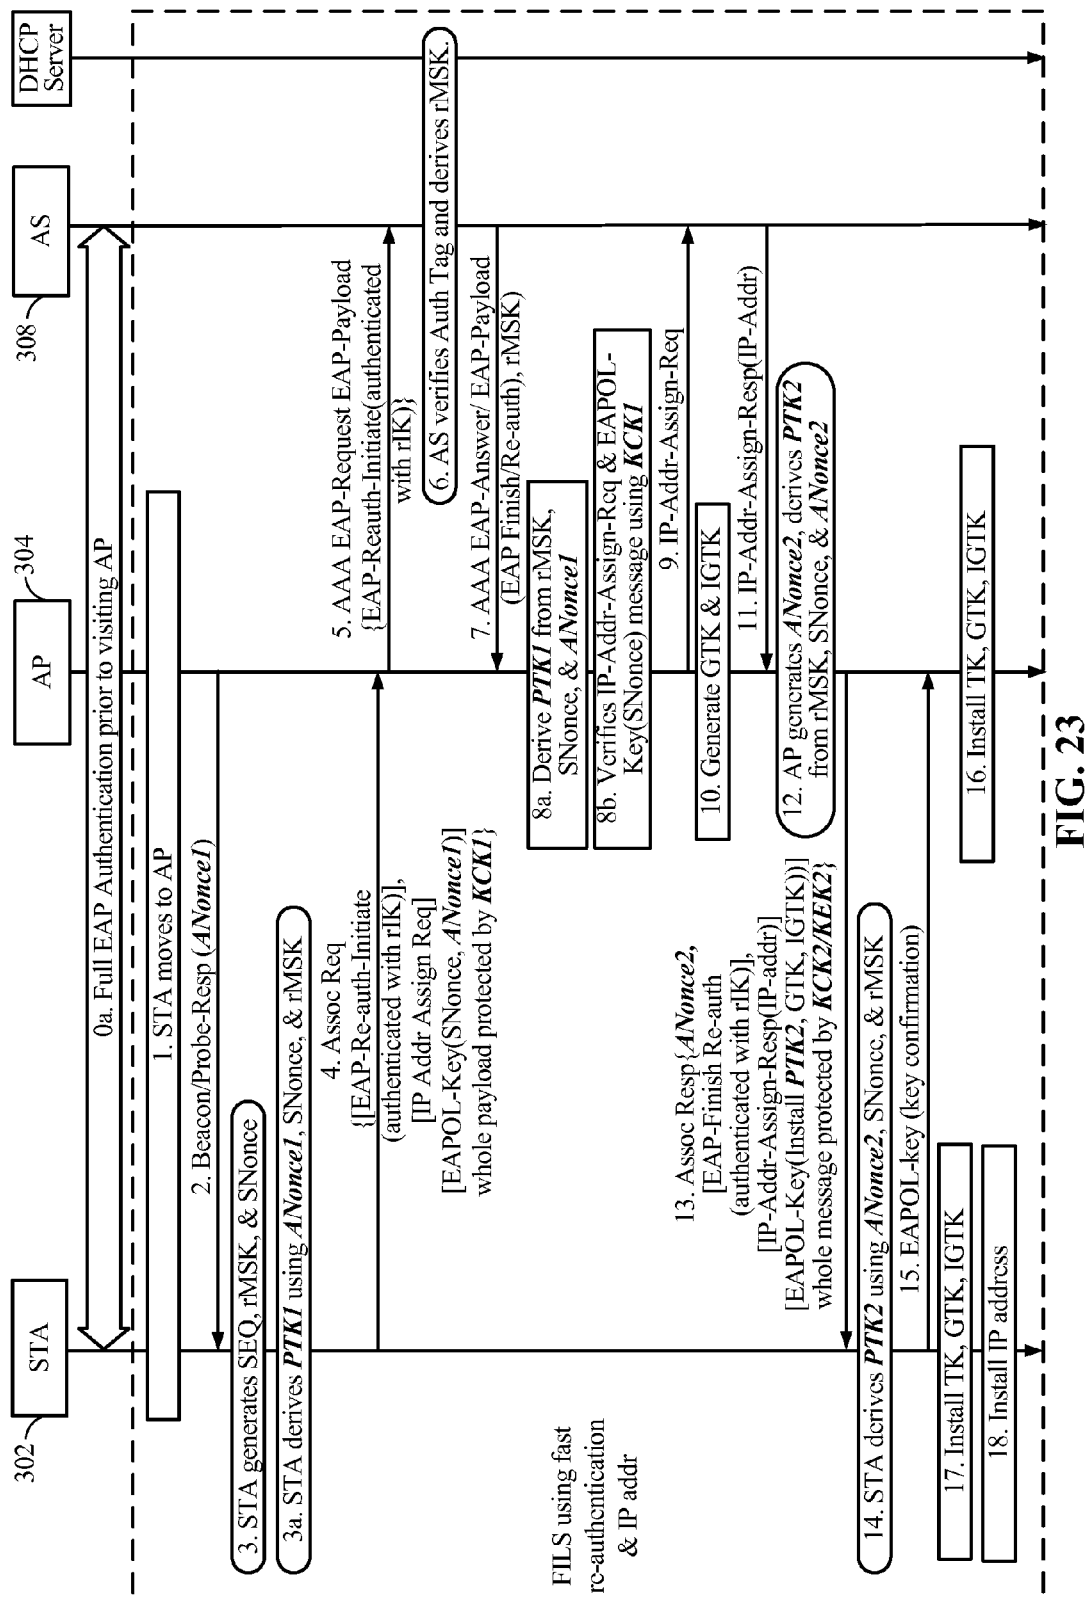 STA
302
AP
304
AS
308
DHCP
Server
0a. Full EAP Authentication prior to visiting AP
1. STA moves to AP
2. Beacon/Probe-Resp (ANonce1)
3. STA generates SEQ, rMSK, & SNonce
3a. STA derives PTK1 using ANonce1, SNonce, & rMSK
4. Assoc Req
{[EAP-Re-auth-Initiate
(authenticated with rIK)],
[IP Addr Assign Req]
[EAPOL-Key(SNonce, ANonce1)]
whole payload protected by KCK1}
5. AAA EAP-Request EAP-Payload
{EAP-Reauth-Initiate(authenticated
with rIK)}
6. AS verifies Auth Tag and derives rMSK.
7. AAA EAP-Answer/ EAP-Payload
(EAP Finish/Re-auth), rMSK)
8a. Derive PTK1 from rMSK,
SNonce, & ANonce1
8b. Verifies IP-Addr-Assign-Req & EAPOL-
Key(SNonce) message using KCK1
9. IP-Addr-Assign-Req
10. Generate GTK & IGTK
11. IP-Addr-Assign-Resp(IP-Addr)
12. AP generates ANonce2, derives PTK2
from rMSK, SNonce, & ANonce2
13. Assoc Resp{ANonce2,
[EAP-Finish Re-auth
(authenticated with rIK)],
[IP-Addr-Assign-Resp(IP-addr)]
[EAPOL-Key(Install PTK2, GTK, IGTK))]
whole message protected by KCK2/KEK2}
14. STA derives PTK2 using ANonce2, SNonce, & rMSK
15. EAPOL-key (key confirmation)
16. Install TK, GTK, IGTK
17. Install TK, GTK, IGTK
18. Install IP address
FILS using fast
re-authentication
& IP addr
FIG. 23